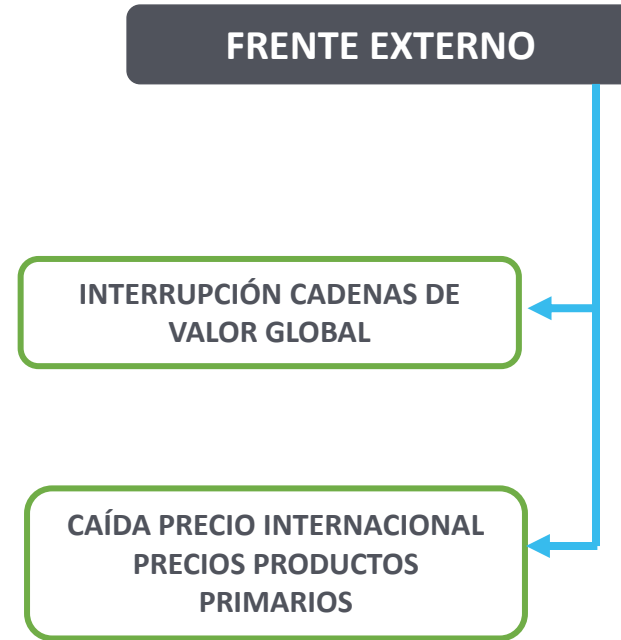 FRENTE EXTERNO
INTERRUPCIÓN CADENAS DE
VALOR GLOBAL
CAÍDA PRECIO INTERNACIONAL
PRECIOS PRODUCTOS
PRIMARIOS